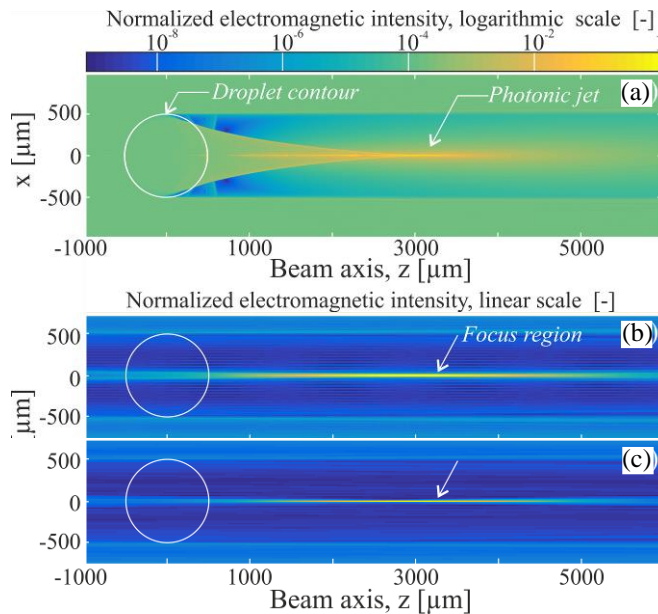 Normalized electromagnetic intensity, logarithmic scale [-]
10⁻⁸ 10⁻⁶ 10⁻⁴ 10⁻²
(a)
Droplet contour
Photonic jet
x [µm]
500
0
-500
-1000 1000 3000 5000
Beam axis, z [µm]
Normalized electromagnetic intensity, linear scale [-]
(b)
500
Focus region
0
-500
µm]
(c)
500
0
-500
-1000 1000 3000 5000
Beam axis, z [µm]